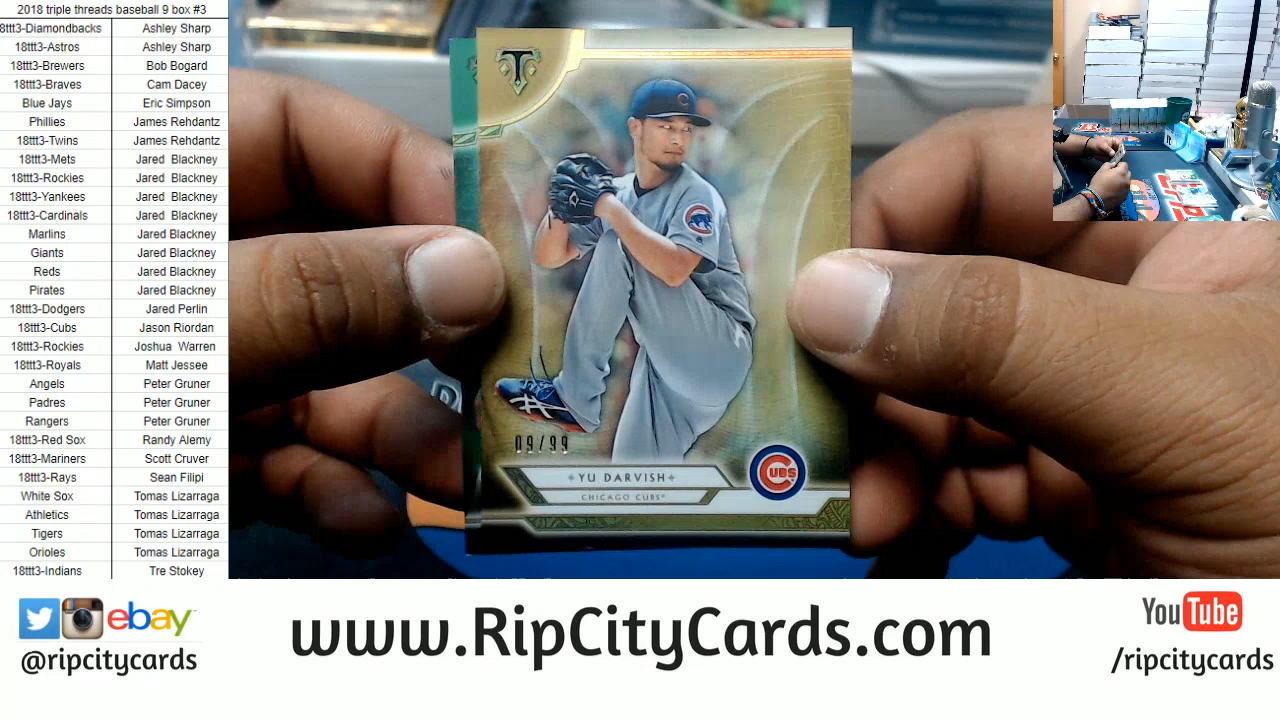 2018 triple threads baseball 9 box #3
18ttt3-Diamondbacks Ashley Sharp
18ttt3-Astros Ashley Sharp
18ttt3-Brewers Bob Bogard
18ttt3-Braves Cam Dacey
Blue Jays Eric Simpson
Phillies James Rehdantz
18ttt3-Twins James Rehdantz
18ttt3-Mets Jared Blackney
18ttt3-Rockies Jared Blackney
18ttt3-Yankees Jared Blackney
18ttt3-Cardinals Jared Blackney
Marlins Jared Blackney
Giants Jared Blackney
Reds Jared Blackney
Pirates Jared Blackney
18ttt3-Dodgers Jared Perlin
18ttt3-Cubs Jason Riordan
18ttt3-Rockies Joshua Warren
18ttt3-Royals Matt Jessee
Angels Peter Gruner
Padres Peter Gruner
Rangers Peter Gruner
18ttt3-Red Sox Randy Alemy
18ttt3-Mariners Scott Cruver
18ttt3-Rays Sean Filipi
White Sox Tomas Lizarraga
Athletics Tomas Lizarraga
Tigers Tomas Lizarraga
Orioles Tomas Lizarraga
18ttt3-Indians Tre Stokey
T
C
09/99
YU DARVISH
CHICAGO CUBS
CUBS
ebay
@ripcitycards
www.RipCityCards.com
YouTube
/ripcitycards